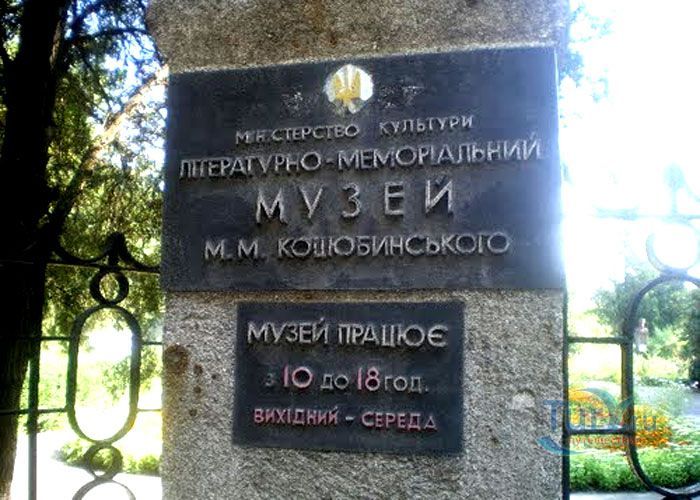 МІНІСТЕРСТВО КУЛЬТУРИ
ЛІТЕРАТУРНО-МЕМОРІАЛЬНИЙ
МУЗЕЙ
М.М. КОЦЮБИНСЬКОГО
МУЗЕЙ ПРАЦЮЄ
з 10 до 18 год.
ВИХІДНИЙ - СЕРЕДА